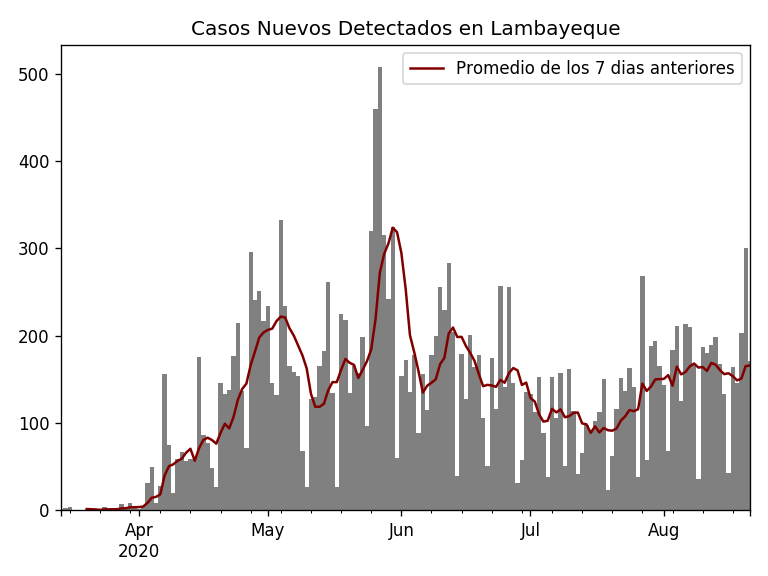 Casos Nuevos Detectados en Lambayeque
Promedio de los 7 dias anteriores
500
400
300
200
100
0
Apr
2020
May
Jun
Jul
Aug